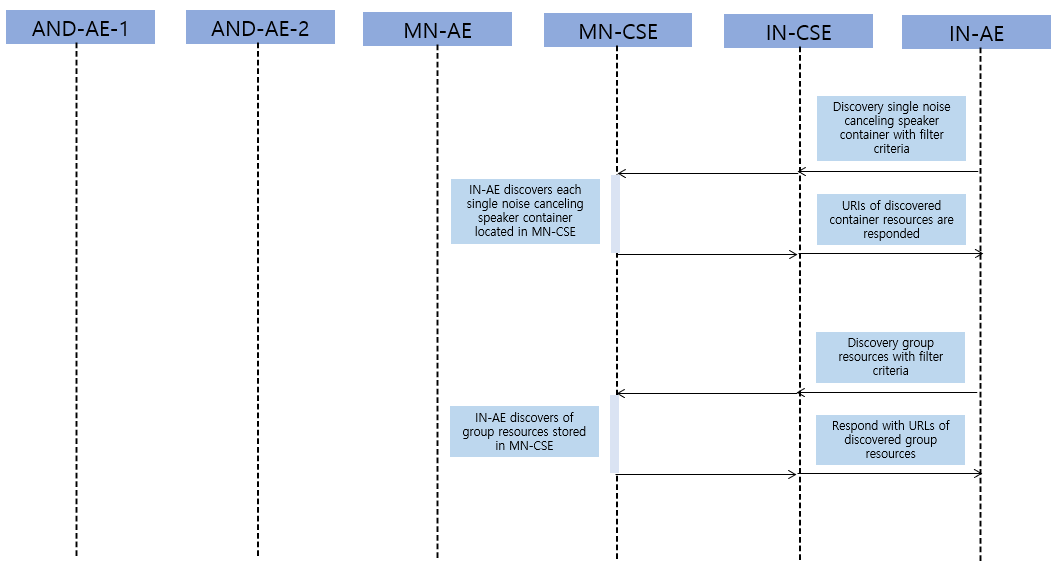 AND-AE-1
AND-AE-2
MN-AE
MN-CSE
IN-CSE
IN-AE
Discovery single noise
canceling speaker
container with filter
criteria
IN-AE discovers each
single noise canceling
speaker container
located in MN-CSE
URIs of discovered
container resources are
responded
Discovery group
resources with filter
criteria
IN-AE discovers of
group resources stored
in MN-CSE
Respond with URLs of
discovered group
resources